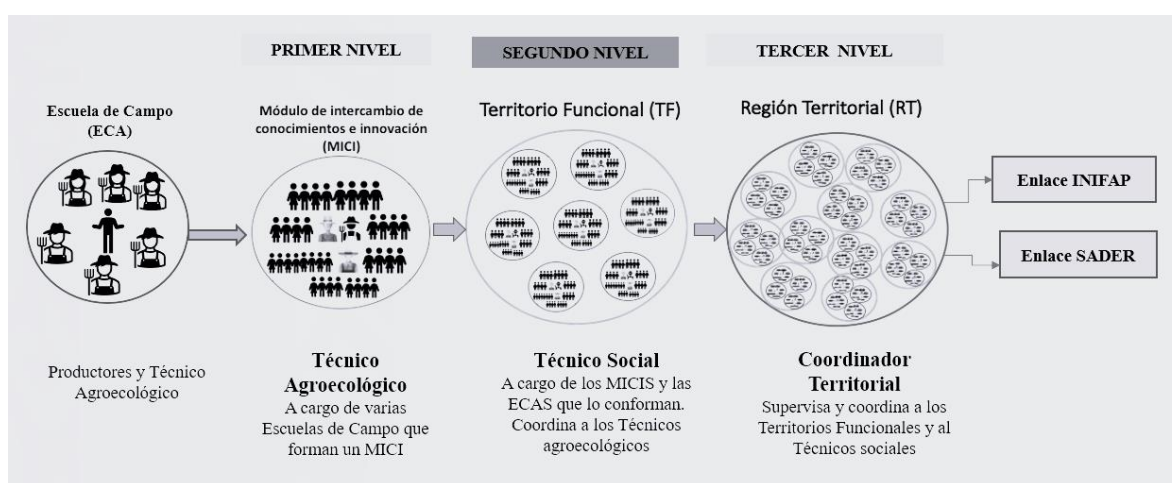 PRIMER NIVEL
SEGUNDO NIVEL
TERCER NIVEL
Escuela de Campo
(ECA)
Módulo de intercambio de
conocimientos e innovación
(MICI)
Territorio Funcional (TF)
Región Territorial (RT)
Enlace INIFAP
Enlace SADER
Productores y Técnico
Agroecológico
Técnico
Agroecológico
A cargo de varias
Escuelas de Campo que
forman un MICI
Técnico Social
A cargo de los MICIS y las
ECAS que lo conforman.
Coordina a los Técnicos
agroecológicos
Coordinador
Territorial
Supervisa y coordina a los
Territorios Funcionales y al
Técnicos sociales